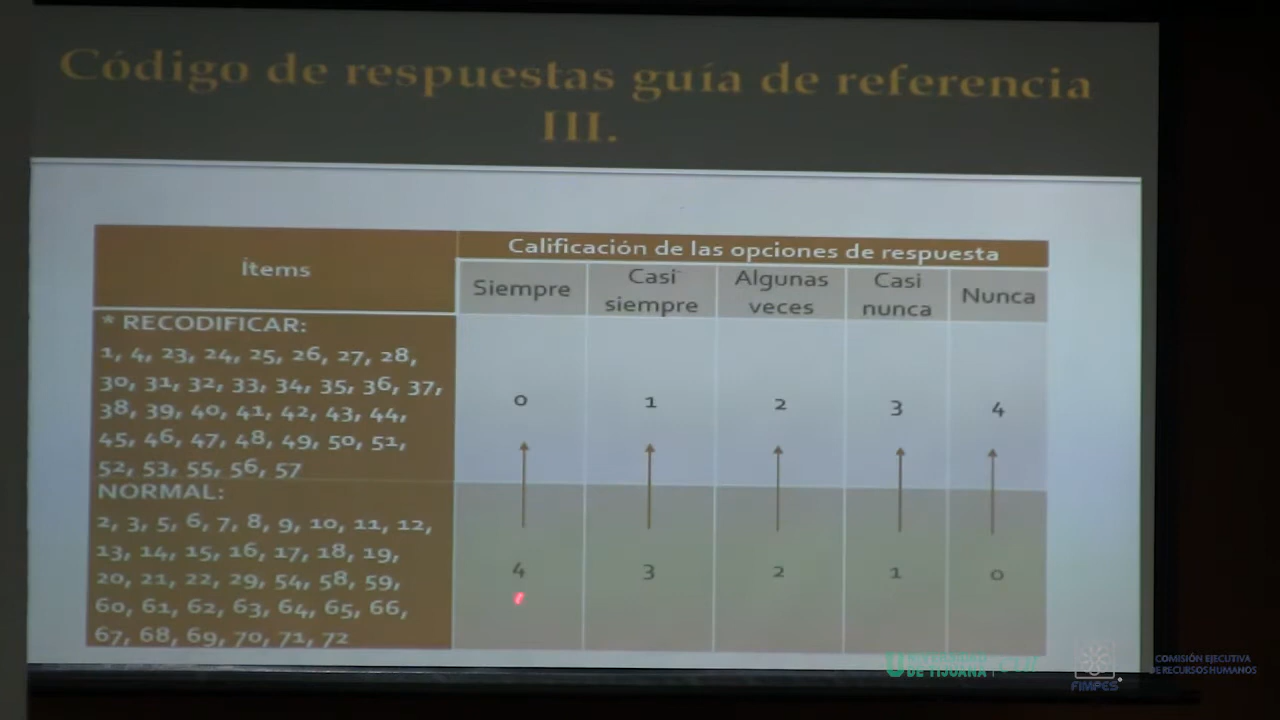 Código de respuestas guía de referencia
III.
Ítems
Calificación de las opciones de respuesta
Siempre
Casi siempre
Algunas veces
Casi nunca
Nunca
* RECODIFICAR:
1, 4, 23, 24, 25, 26, 27, 28,
30, 31, 32, 33, 34, 35, 36, 37,
38, 39, 40, 41, 42, 43, 44,
45, 46, 47, 48, 49, 50, 51,
52, 53, 55, 56, 57
0 1 2 3 4
NORMAL:
2, 3, 5, 6, 7, 8, 9, 10, 11, 12,
13, 14, 15, 16, 17, 18, 19,
20, 21, 22, 29, 54, 58, 59,
60, 61, 62, 63, 64, 65, 66,
67, 68, 69, 70, 71, 72
4 3 2 1 0
DE TIJUANA
FIMPES
COMISIÓN EJECUTIVA
DE RECURSOS HUMANOS